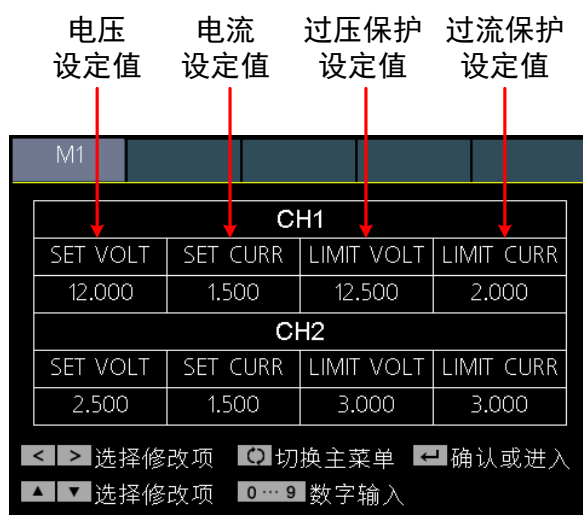 电压 电流 过压保护 过流保护
设定值 设定值 设定值 设定值
M1
CH1
SET VOLT SET CURR LIMIT VOLT LIMIT CURR
12.000 1.500 12.500 2.000
CH2
SET VOLT SET CURR LIMIT VOLT LIMIT CURR
2.500 1.500 3.000 3.000
< > 选择修改项 切换主菜单 确认或进入
▲ ▼ 选择修改项 0 ··· 9 数字输入